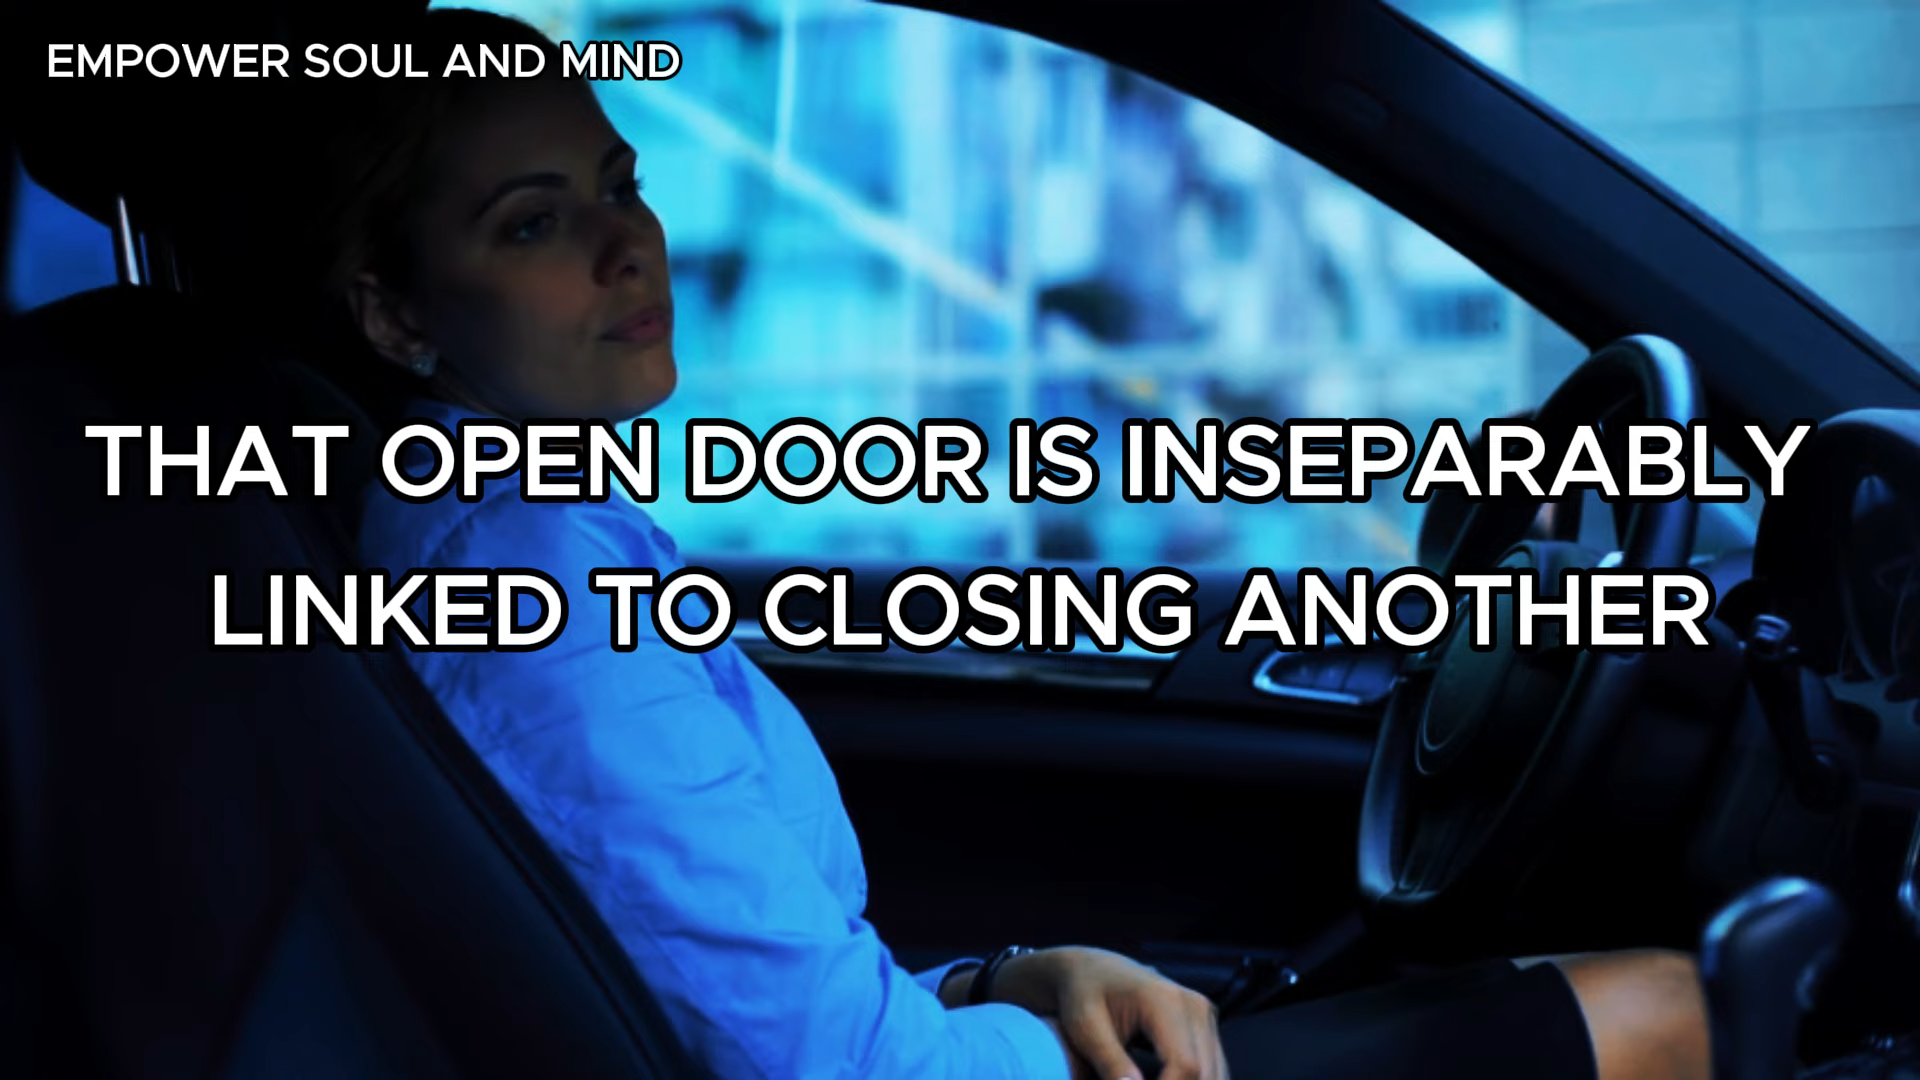 EMPOWER SOUL AND MIND
THAT OPEN DOOR IS INSEPARABLY
LINKED TO CLOSING ANOTHER